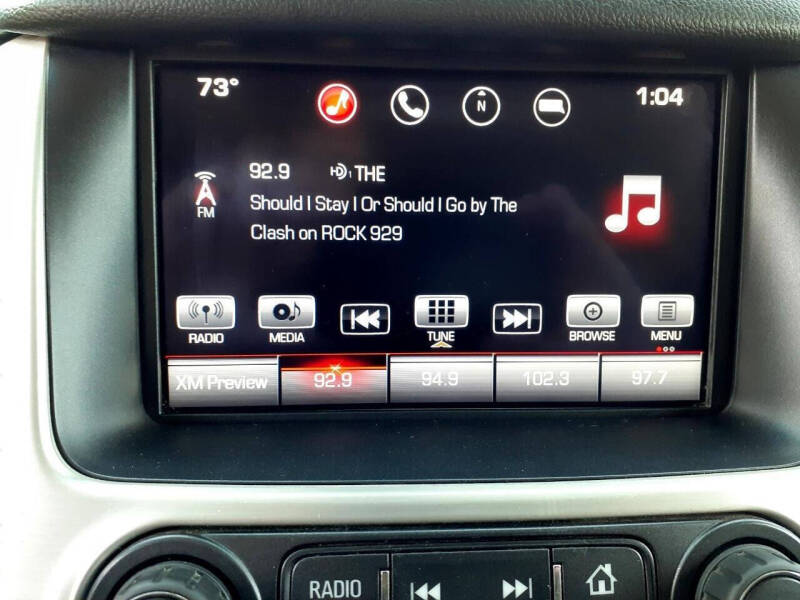 73° N 1:04
92.9 HD1 THE
FM
Should I Stay I Or Should I Go by The
Clash on ROCK 929
RADIO MEDIA TUNE BROWSE MENU
XM Preview 92.9 94.9 102.3 97.7
RADIO